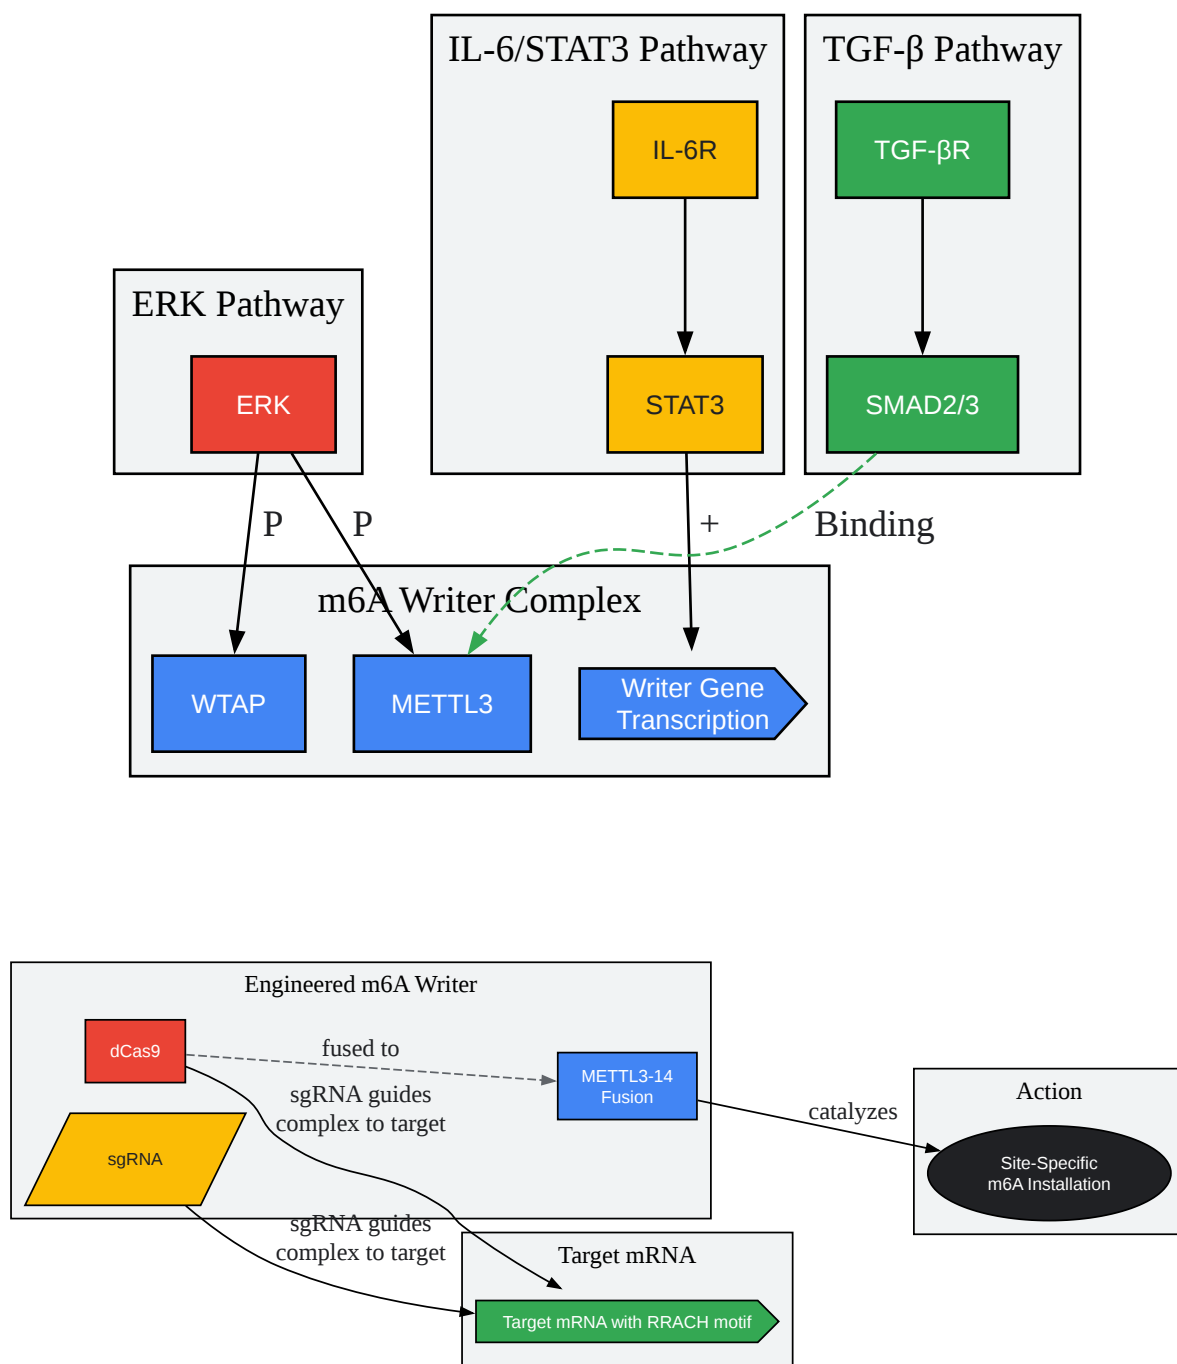 IL-6/STAT3 Pathway
TGF-β Pathway
IL-6R
TGF-βR
ERK Pathway
ERK
STAT3
SMAD2/3
P
P
+
Binding
m6A Writer Complex
WTAP
METTL3
Writer Gene
Transcription
Engineered m6A Writer
dCas9
fused to
METTL3-14
Fusion
sgRNA guides
complex to target
sgRNA
catalyzes
Action
Site-Specific
m6A Installation
sgRNA guides
complex to target
Target mRNA
Target mRNA with RRACH motif